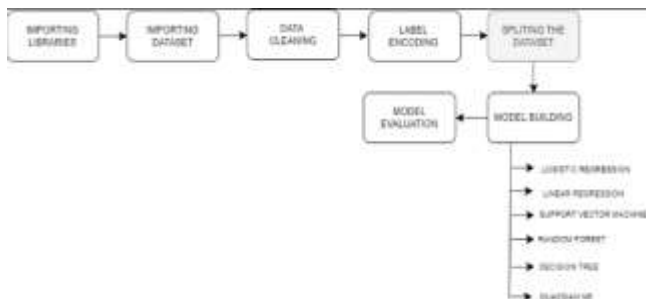 IMPORTING
LIBRARIES
IMPORTING
DATASET
DATA
CLEANING
LABEL
ENCODING
SPLITING THE
DATASET
MODEL
EVALUATION
MODEL BUILDING
LOGISTIC REGRESSION
LINEAR REGRESSION
SUPPORT VECTOR MACHINE
RANDOM FOREST
DECISION TREE